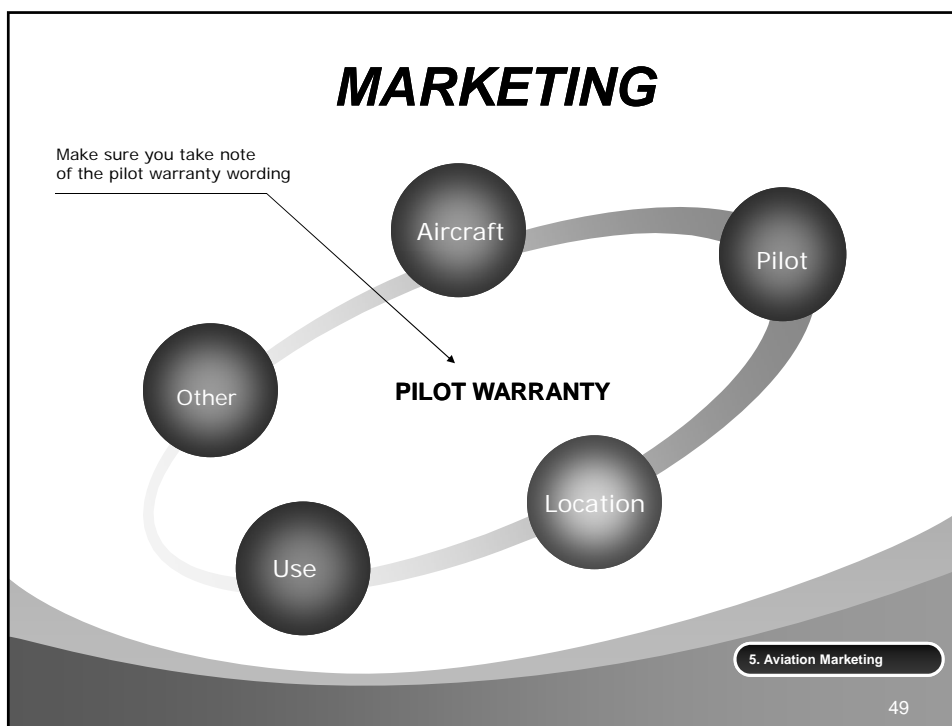 MARKETING
Make sure you take note
of the pilot warranty wording
Aircraft
Pilot
Other
PILOT WARRANTY
Location
Use
5. Aviation Marketing
49